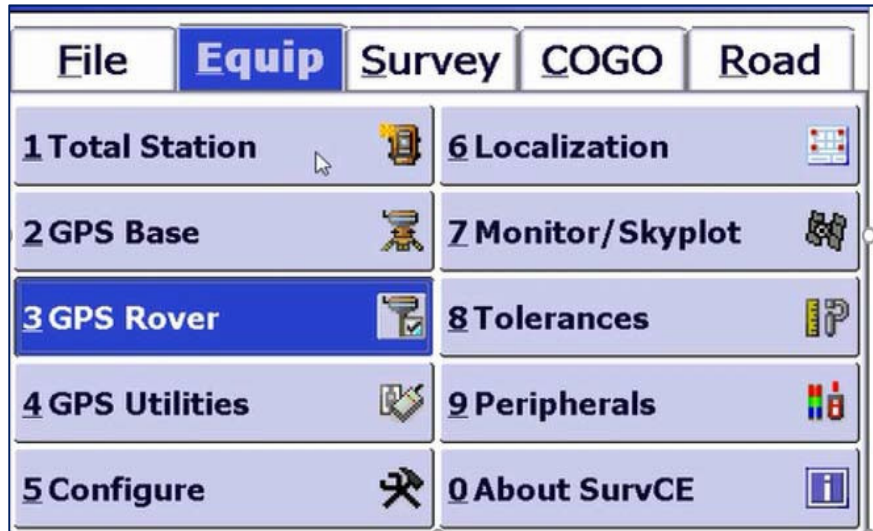 File Equip Survey COGO Road
1 Total Station
2 GPS Base
3 GPS Rover
4 GPS Utilities
5 Configure
6 Localization
7 Monitor/Skyplot
8 Tolerances
9 Peripherals
0 About SurvCE